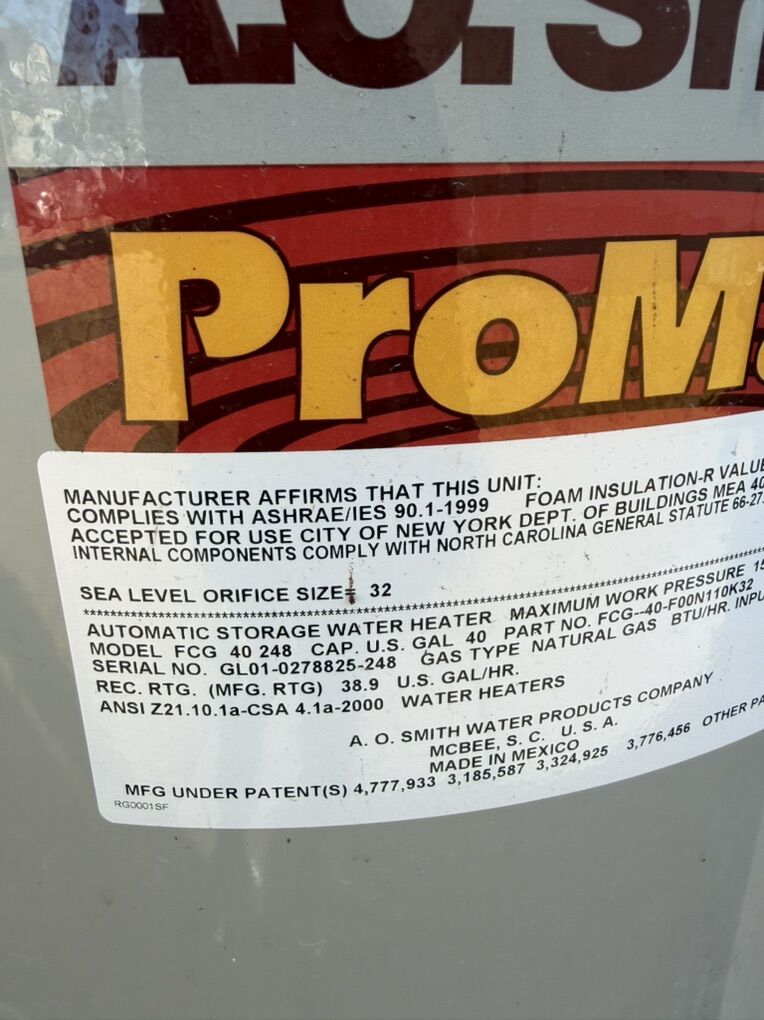 A.O. Sm
ProMa
MANUFACTURER AFFIRMS THAT THIS UNIT:
COMPLIES WITH ASHRAE/IES 90.1-1999 FOAM INSULATION-R VALUE
ACCEPTED FOR USE CITY OF NEW YORK DEPT. OF BUILDINGS MEA 40
INTERNAL COMPONENTS COMPLY WITH NORTH CAROLINA GENERAL STATUTE 66-27
SEA LEVEL ORIFICE SIZE= 32
AUTOMATIC STORAGE WATER HEATER MAXIMUM WORK PRESSURE 15
MODEL FCG 40 248 CAP. U.S. GAL 40 PART NO. FCG--40-F00N110K32
SERIAL NO. GL01-0278825-248 GAS TYPE NATURAL GAS BTU/HR. INPU
REC. RTG. (MFG. RTG) 38.9 U.S. GAL/HR.
ANSI Z21.10.1a-CSA 4.1a-2000 WATER HEATERS
A. O. SMITH WATER PRODUCTS COMPANY
MCBEE, S. C. U. S. A.
MADE IN MEXICO
MFG UNDER PATENT(S) 4,777,933 3,185,587 3,324,925 3,776,456 OTHER PA
RG0001SF